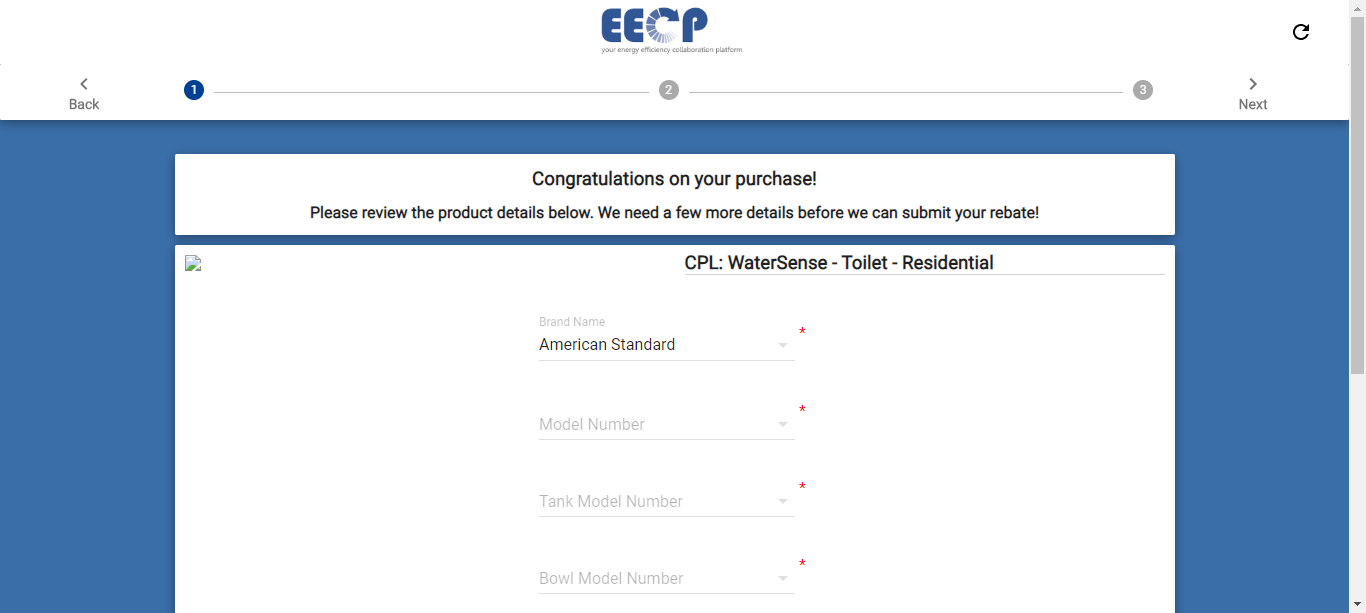 EECP
your energy efficiency collaboration platform
Back
1
2
3
Next
Congratulations on your purchase!
Please review the product details below. We need a few more details before we can submit your rebate!
CPL: WaterSense - Toilet - Residential
Brand Name
American Standard
*
Model Number
*
Tank Model Number
*
Bowl Model Number
*